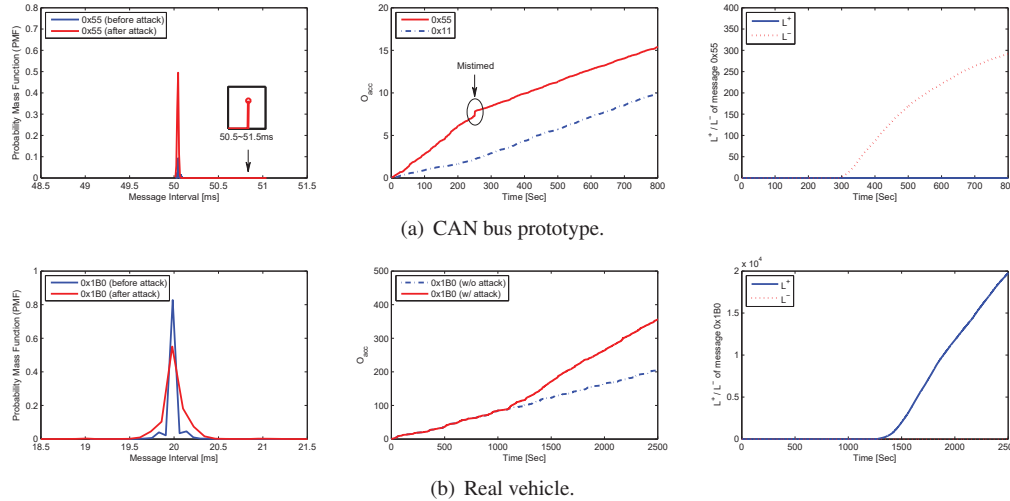 0.8
0.7
0.6
0.5
0.4
0.3
0.2
0.1
0
Probability Mass Function (PMF)
0x55 (before attack)
0x55 (after attack)
50.5~51.5ms
48.5 49 49.5 50 50.5 51 51.5
Message Interval [ms]
20
15
10
5
0
O_acc
0x55
0x11
Mistimed
0 100 200 300 400 500 600 700 800
Time [Sec]
400
350
300
250
200
150
100
50
0
L+ / L- of message 0x55
L+
L-
0 100 200 300 400 500 600 700 800
Time [Sec]
(a) CAN bus prototype.
1
0.8
0.6
0.4
0.2
0
Probability Mass Function (PMF)
0x1B0 (before attack)
0x1B0 (after attack)
18.5 19 19.5 20 20.5 21 21.5
Message Interval [ms]
500
400
300
200
100
0
O_acc
0x1B0 (w/o attack)
0x1B0 (w/ attack)
0 500 1000 1500 2000 2500
Time [Sec]
x 10^4
2
1.5
1
0.5
0
L+ / L- of message 0x1B0
L+
L-
0 500 1000 1500 2000 2500
Time [Sec]
(b) Real vehicle.